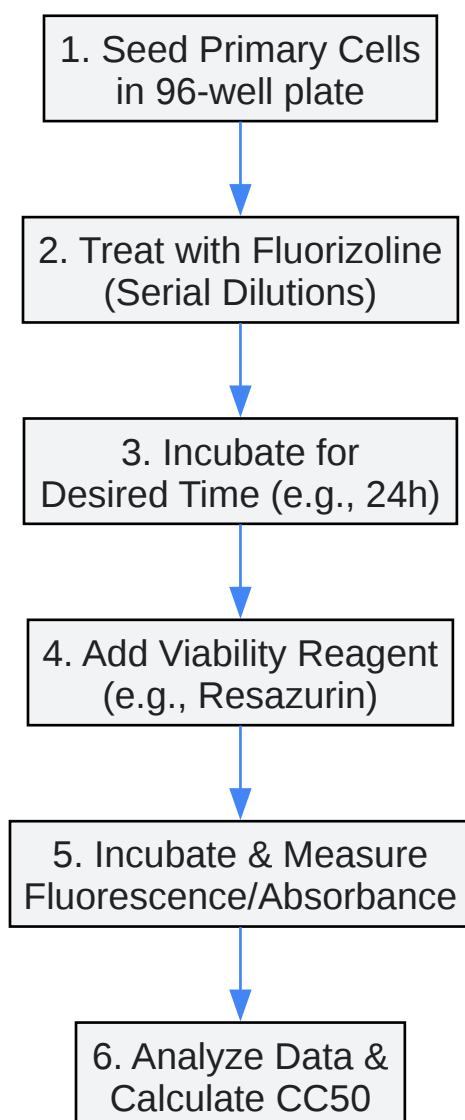 1. Seed Primary Cells
in 96-well plate
2. Treat with Fluorizoline
(Serial Dilutions)
3. Incubate for
Desired Time (e.g., 24h)
4. Add Viability Reagent
(e.g., Resazurin)
5. Incubate & Measure
Fluorescence/Absorbance
6. Analyze Data &
Calculate CC50